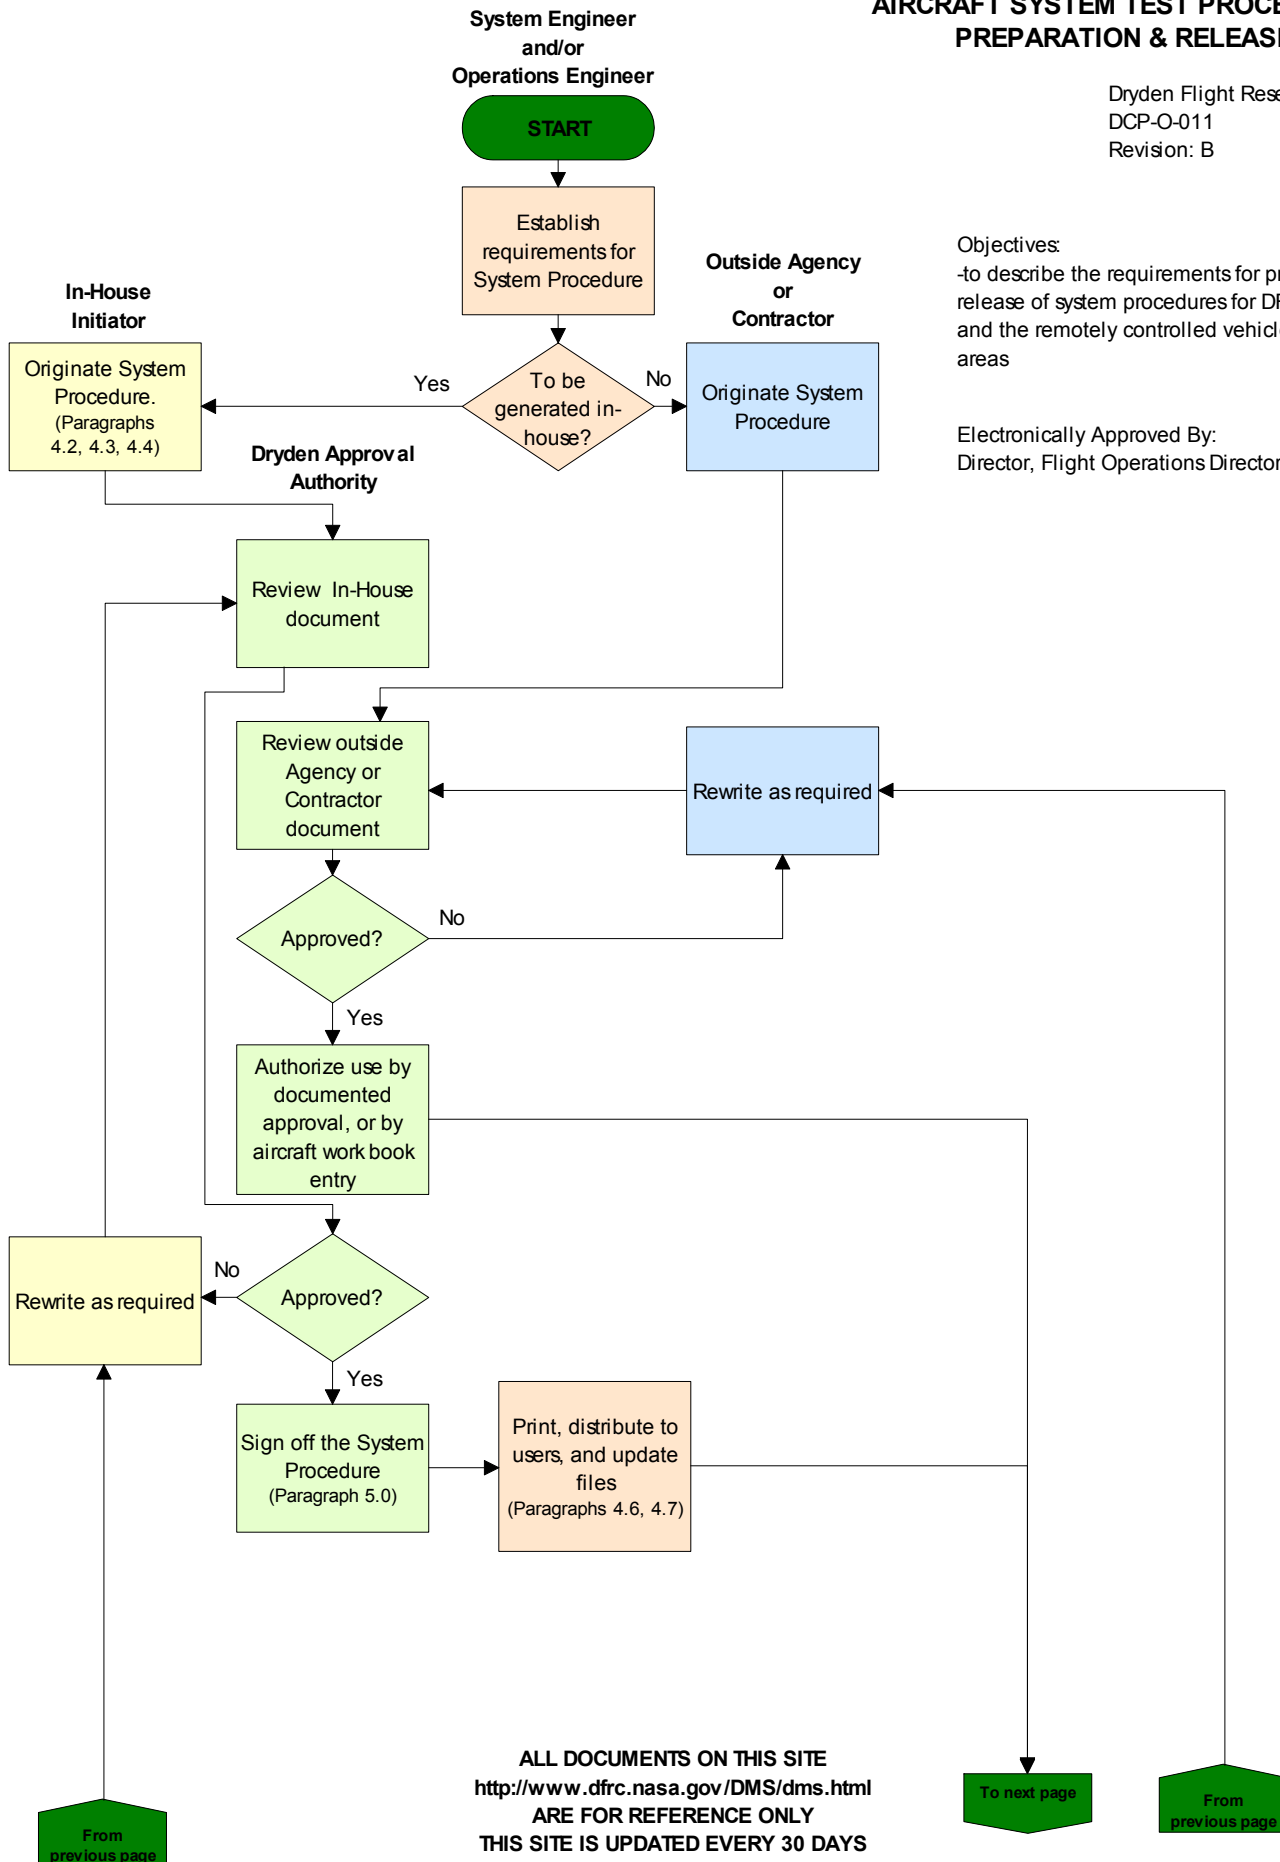 AIRCRAFT SYSTEM TEST
PREPARATION &
Dryden Flight
DCP-O-011
Revision: B
System Engineer
and/or
Operations Engineer
START
Establish
requirements for
System Procedure
Objectives:
-to describe the requirements for
release of system procedures for
and the remotely controlled
areas
Electronically Approved By:
Director, Flight Operations
Outside Agency
or
Contractor
In-House
Initiator
Originate System
Procedure.
(Paragraphs
4.2, 4.3, 4.4)
Yes
To be
generated in-
house?
No
Originate System
Procedure
Dryden Approval
Authority
Review In-House
document
Review outside
Agency or
Contractor
document
Rewrite as required
Approved?
No
Yes
Authorize use by
documented
approval, or by
aircraft work book
entry
Rewrite as required
No
Approved?
Yes
Sign off the System
Procedure
(Paragraph 5.0)
Print, distribute to
users, and update
files
(Paragraphs 4.6, 4.7)
ALL DOCUMENTS ON THIS SITE
http://www.dfrc.nasa.gov/DMS/dms.html
ARE FOR REFERENCE ONLY
THIS SITE IS UPDATED EVERY 30 DAYS
To next page
From
previous page
From
previous page